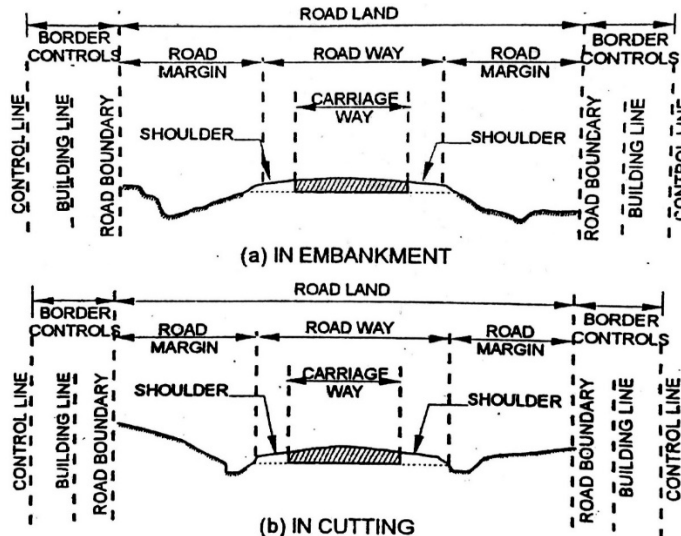 ROAD LAND
BORDER CONTROLS
ROAD MARGIN
ROAD WAY
ROAD MARGIN
BORDER CONTROLS
CARRIAGE WAY
SHOULDER
SHOULDER
CONTROL LINE
BUILDING LINE
ROAD BOUNDARY
ROAD BOUNDARY
BUILDING LINE
CONTROL LINE
(a) IN EMBANKMENT
ROAD LAND
BORDER CONTROLS
ROAD MARGIN
ROAD WAY
ROAD MARGIN
BORDER CONTROLS
CARRIAGE WAY
SHOULDER
SHOULDER
CONTROL LINE
BUILDING LINE
ROAD BOUNDARY
ROAD BOUNDARY
BUILDING LINE
CONTROL LINE
(b) IN CUTTING